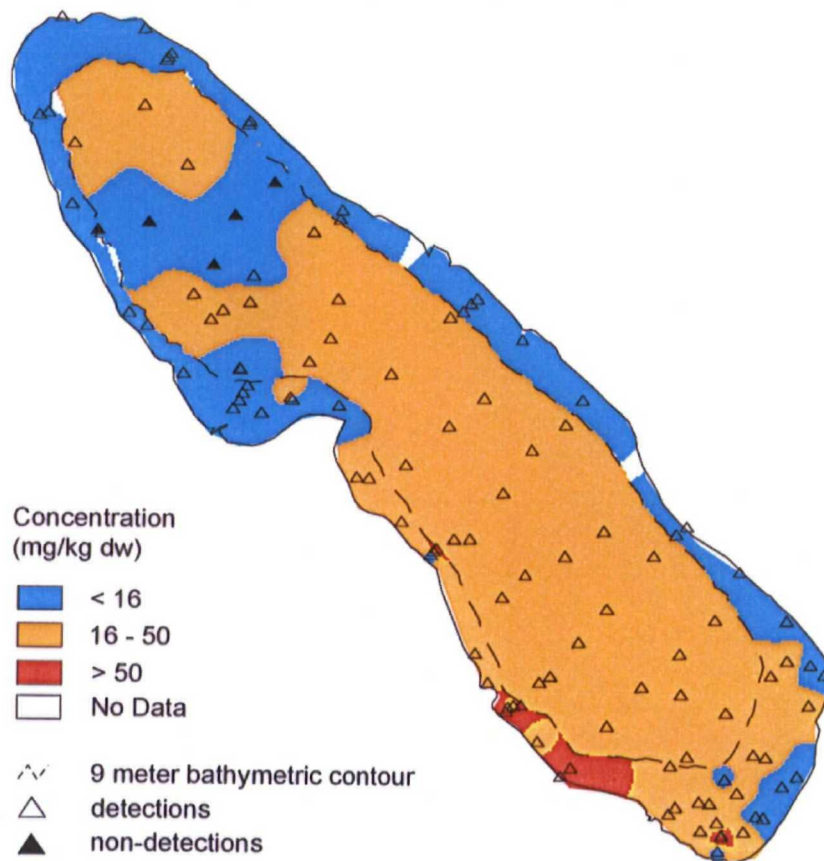 Concentration
(mg/kg dw)
< 16
16 - 50
> 50
No Data
9 meter bathymetric contour
detections
non-detections